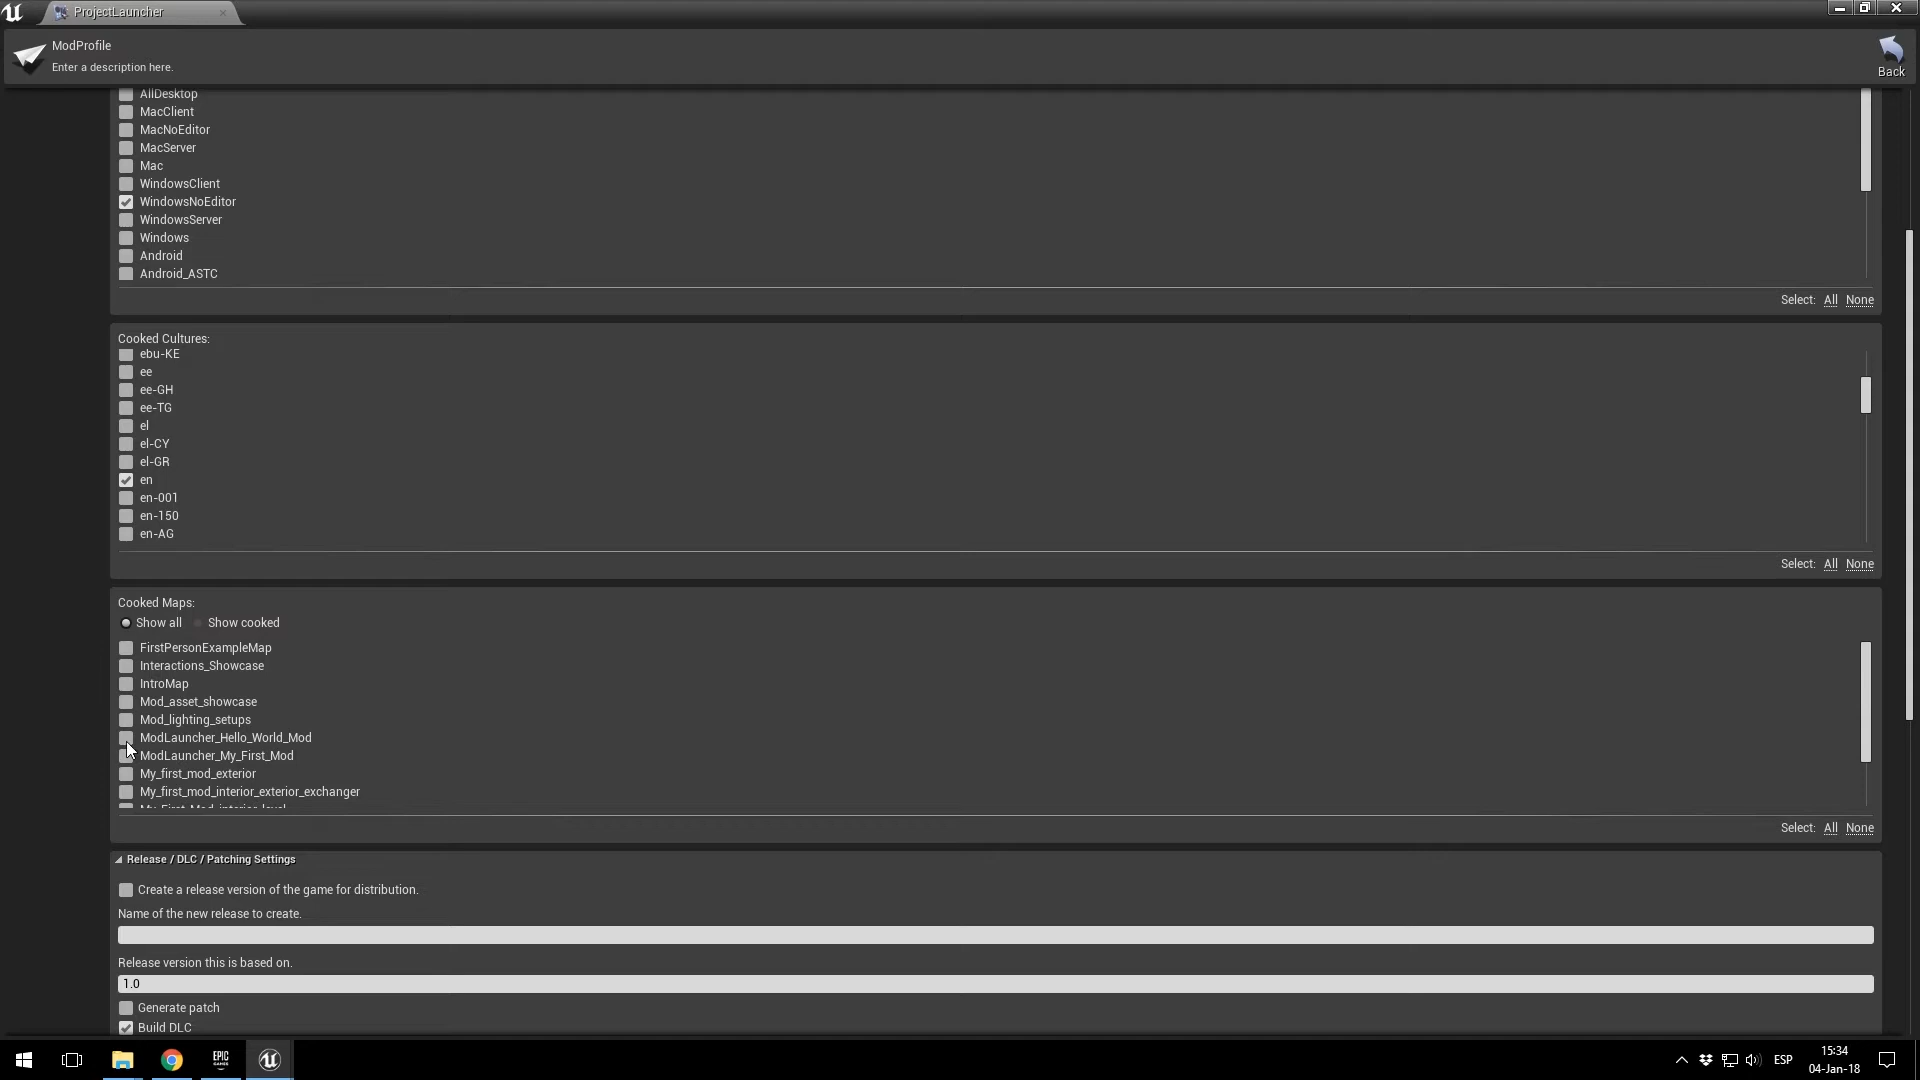 ProjectLauncher
ModProfile
Enter a description here.
Back
AllDesktop
MacClient
MacNoEditor
MacServer
Mac
WindowsClient
WindowsNoEditor
WindowsServer
Windows
Android
Android_ASTC
Select: All None
Cooked Cultures:
ebu-KE
ee
ee-GH
ee-TG
el
el-CY
el-GR
en
en-001
en-150
en-AG
Select: All None
Cooked Maps:
Show all Show cooked
FirstPersonExampleMap
Interactions_Showcase
IntroMap
Mod_asset_showcase
Mod_lighting_setups
ModLauncher_Hello_World_Mod
ModLauncher_My_First_Mod
My_first_mod_exterior
My_first_mod_interior_exterior_exchanger
My_First_Mod_interior_level
Select: All None
Release / DLC / Patching Settings
Create a release version of the game for distribution.
Name of the new release to create.
Release version this is based on.
1.0
Generate patch
Build DLC
EPIC
GAMES
ESP
15:34
04-Jan-18